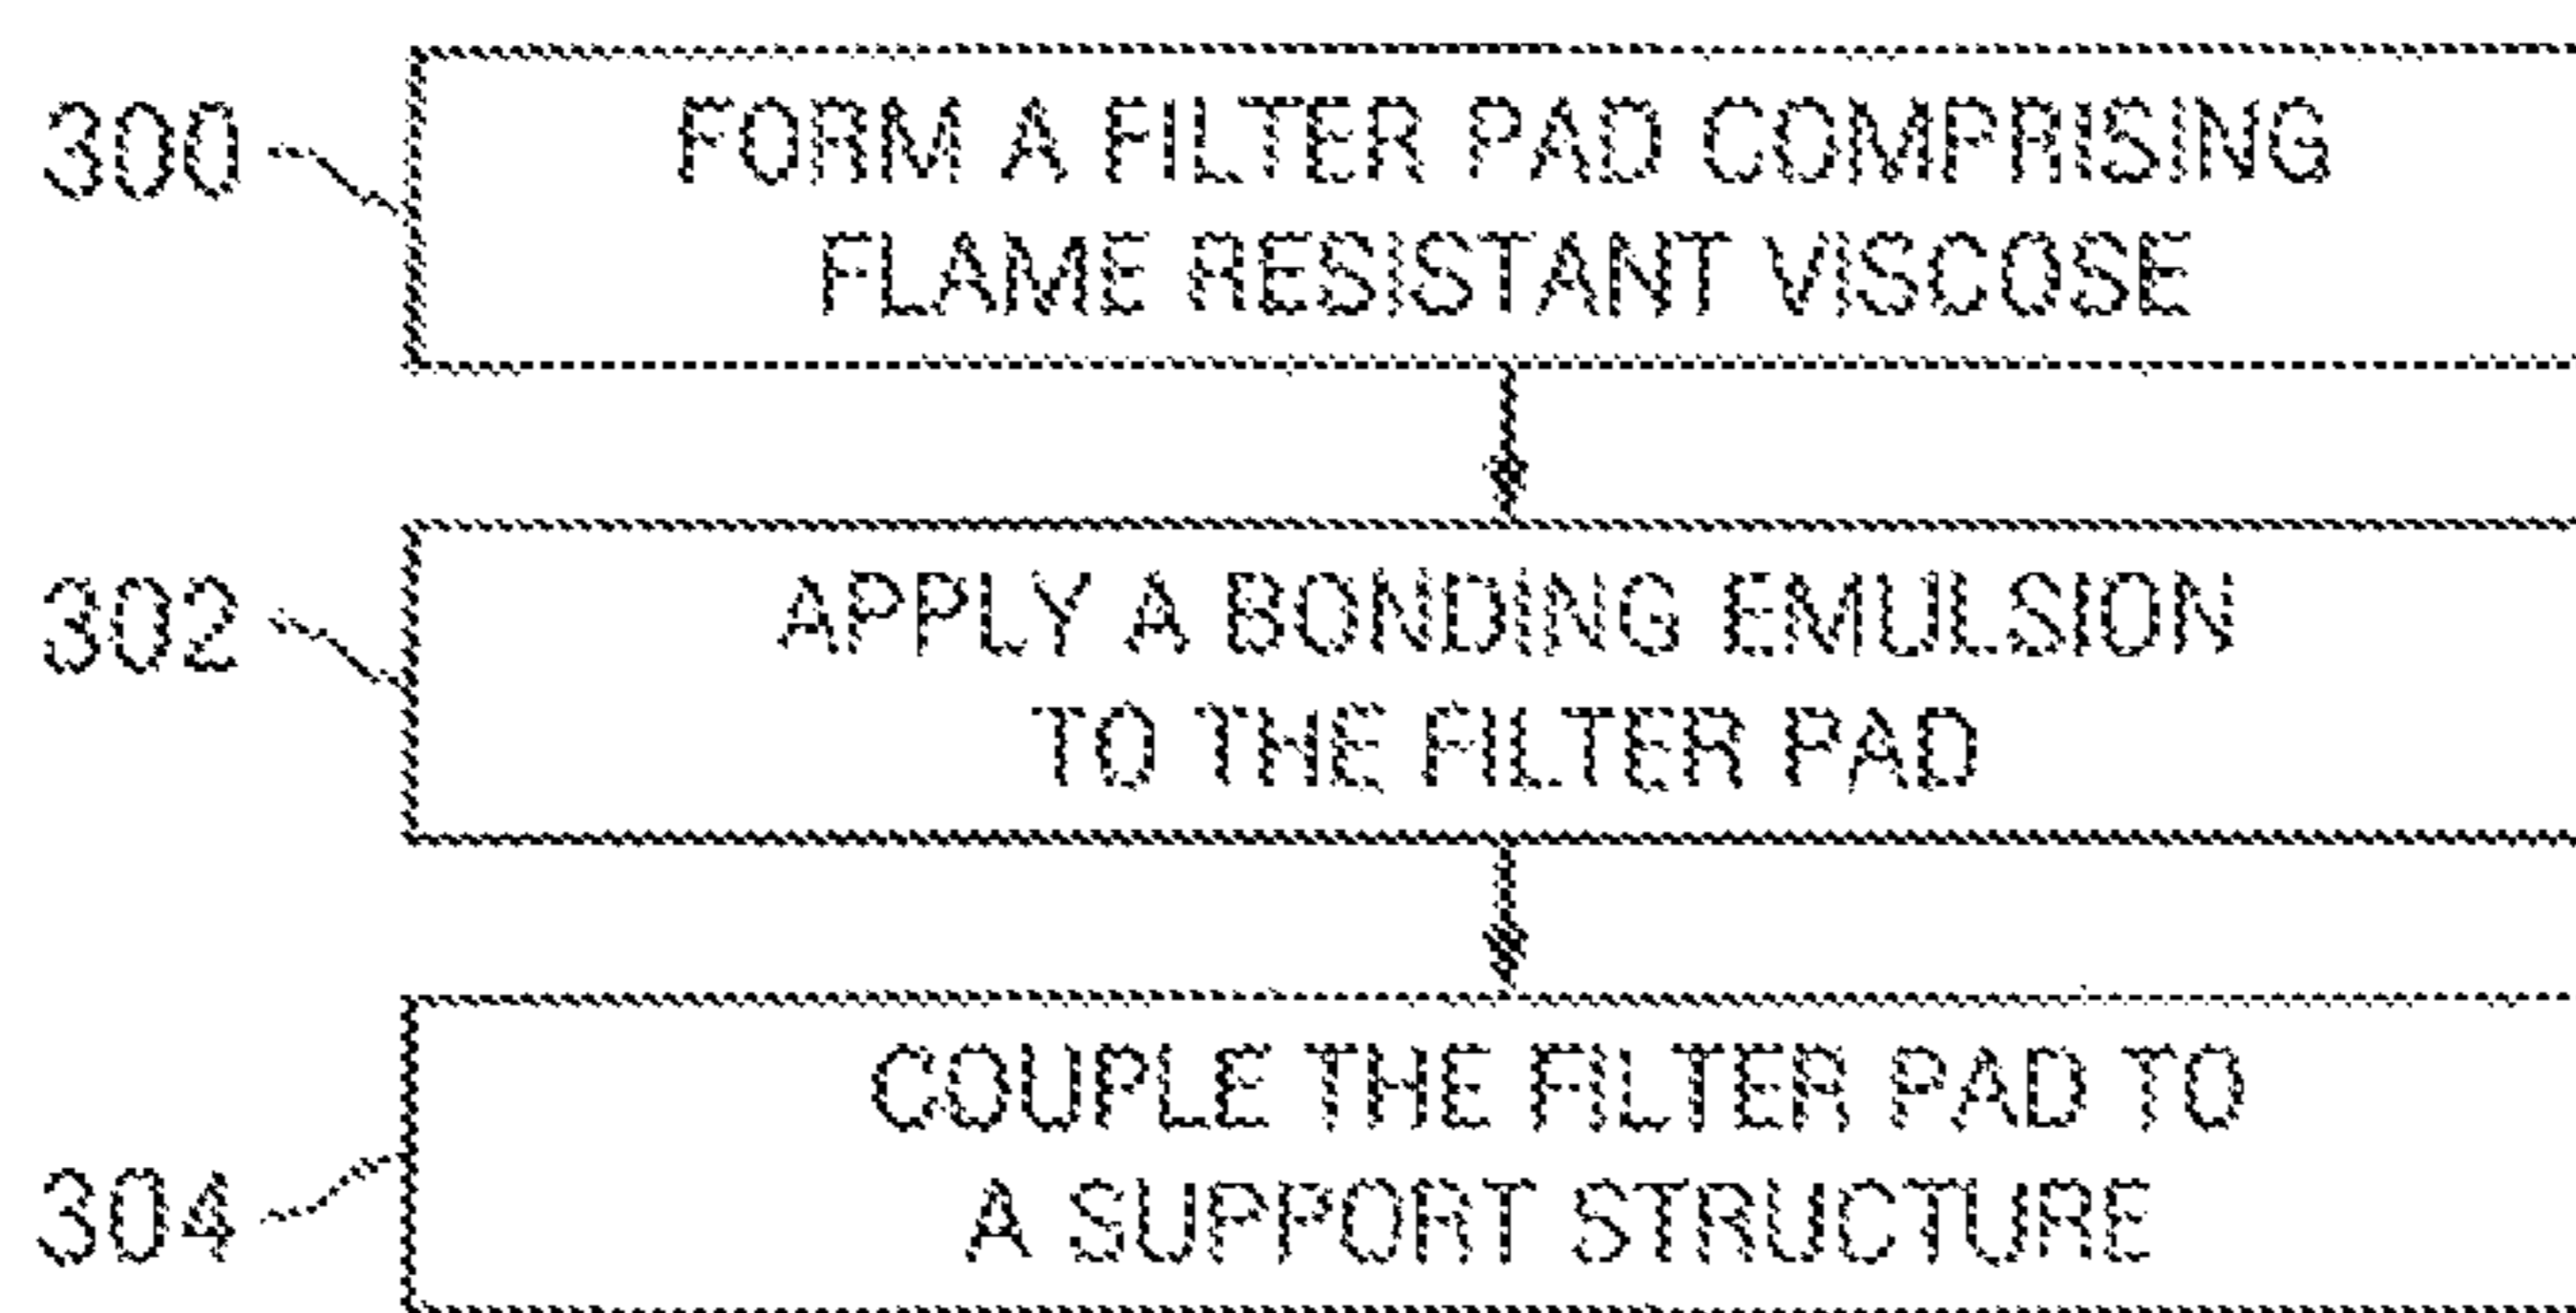 300
FORM A FILTER PAD COMPRISING
FLAME RESISTANT VISCOSE
302
APPLY A BONDING EMULSION
TO THE FILTER PAD
304
COUPLE THE FILTER PAD TO
A SUPPORT STRUCTURE